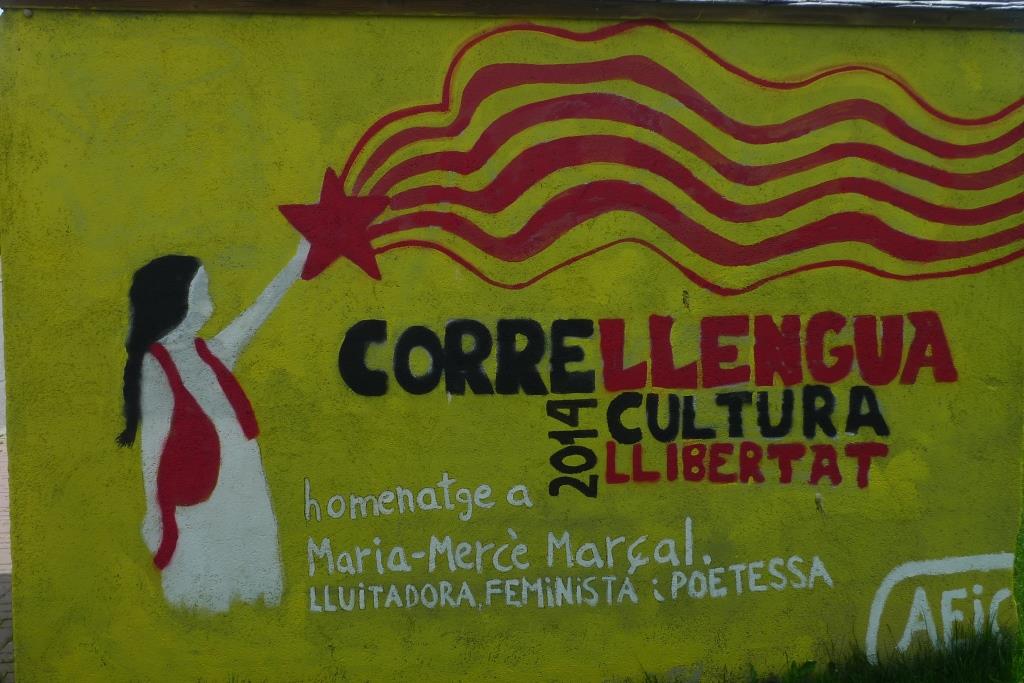 CORRELLENGUA
2014 CULTURA
LLIBERTAT
homenatge a
Maria-Mercè Marçal.
LLUITADORA, FEMINISTA i POETESSA